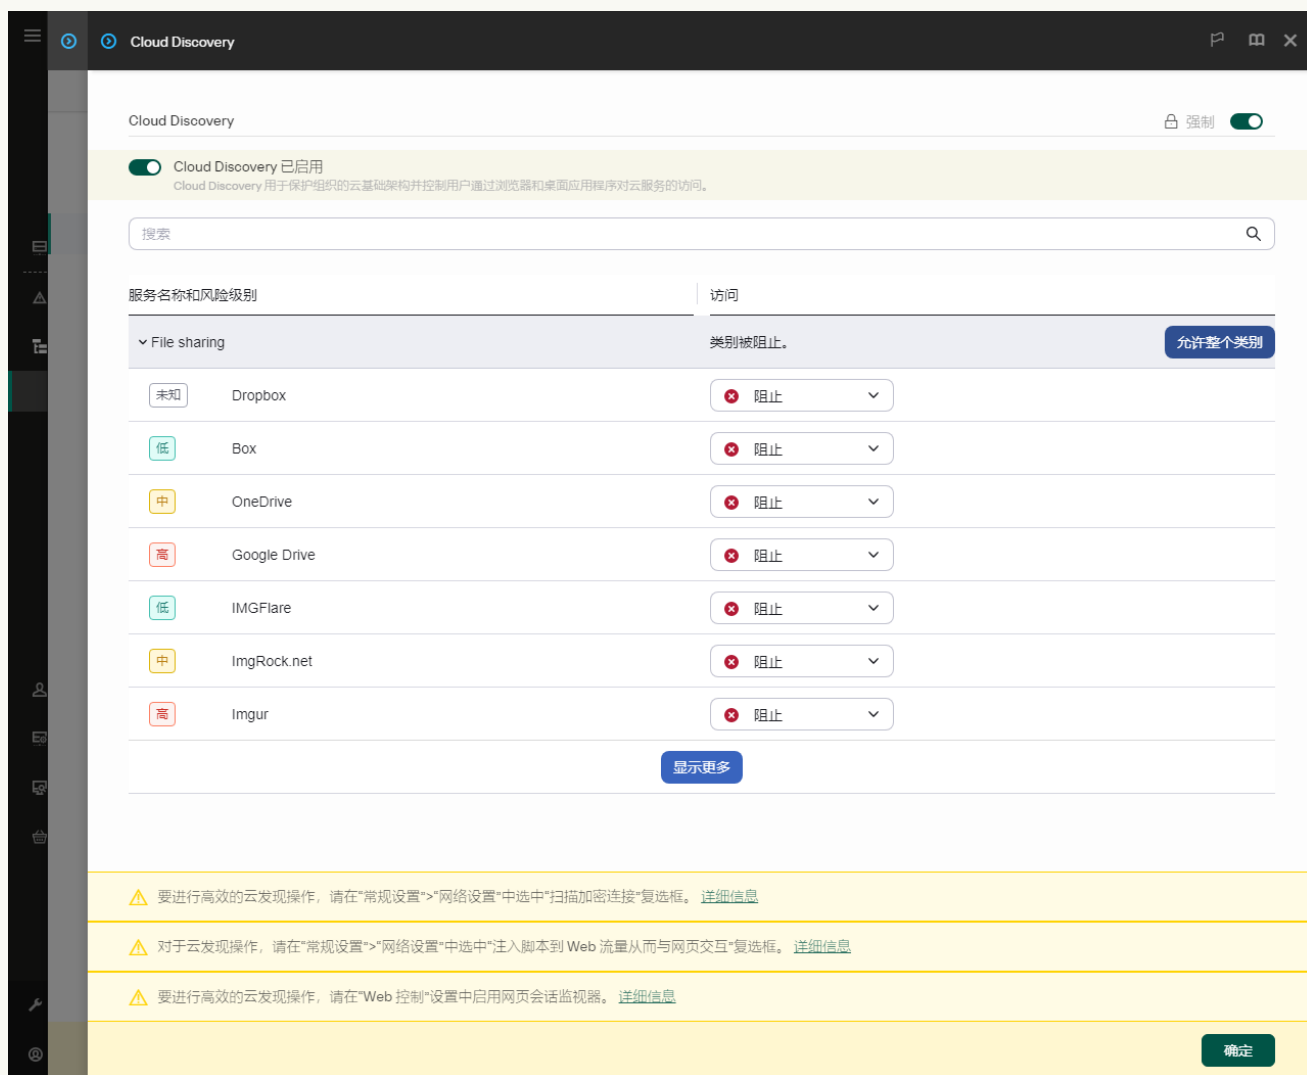 Cloud Discovery
Cloud Discovery
强制
Cloud Discovery 已启用
Cloud Discovery 用于保护组织的云基础架构并控制用户通过浏览器和桌面应用程序对云服务的访问。
搜索
服务名称和风险级别
访问
File sharing
类别被阻止。
允许整个类别
未知 Dropbox 阻止
低 Box 阻止
中 OneDrive 阻止
高 Google Drive 阻止
低 IMGFlare 阻止
中 ImgRock.net 阻止
高 Imgur 阻止
显示更多
要进行高效的云发现操作，请在"常规设置">"网络设置"中选中"扫描加密连接"复选框。 详细信息
对于云发现操作，请在"常规设置">"网络设置"中选中"注入脚本到 Web 流量从而与网页交互"复选框。 详细信息
要进行高效的云发现操作，请在"Web 控制"设置中启用网页会话监视器。 详细信息
确定